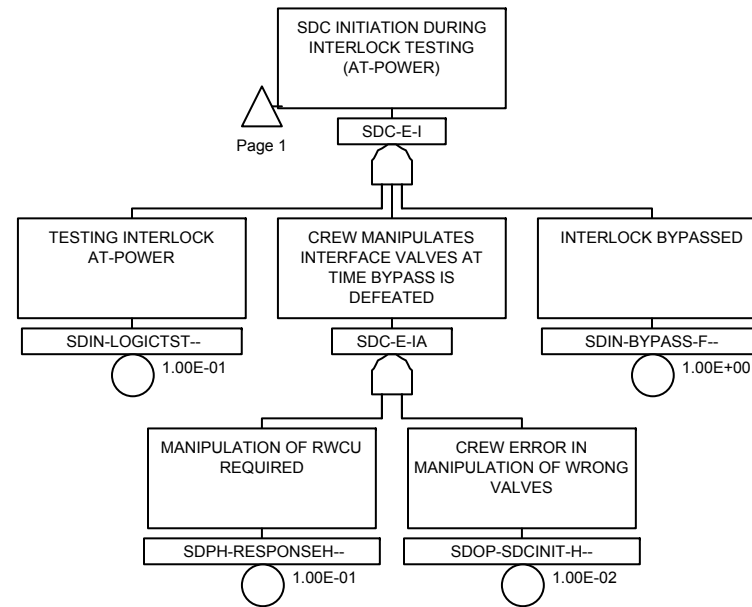 SDC INITIATION DURING
INTERLOCK TESTING
(AT-POWER)
Page 1
SDC-E-I
TESTING INTERLOCK
AT-POWER
SDIN-LOGICTST--
1.00E-01
CREW MANIPULATES
INTERFACE VALVES AT
TIME BYPASS IS
DEFEATED
SDC-E-IA
INTERLOCK BYPASSED
SDIN-BYPASS-F--
1.00E+00
MANIPULATION OF RWCU
REQUIRED
SDPH-RESPONSEH--
1.00E-01
CREW ERROR IN
MANIPULATION OF WRONG
VALVES
SDOP-SDCINIT-H--
1.00E-02